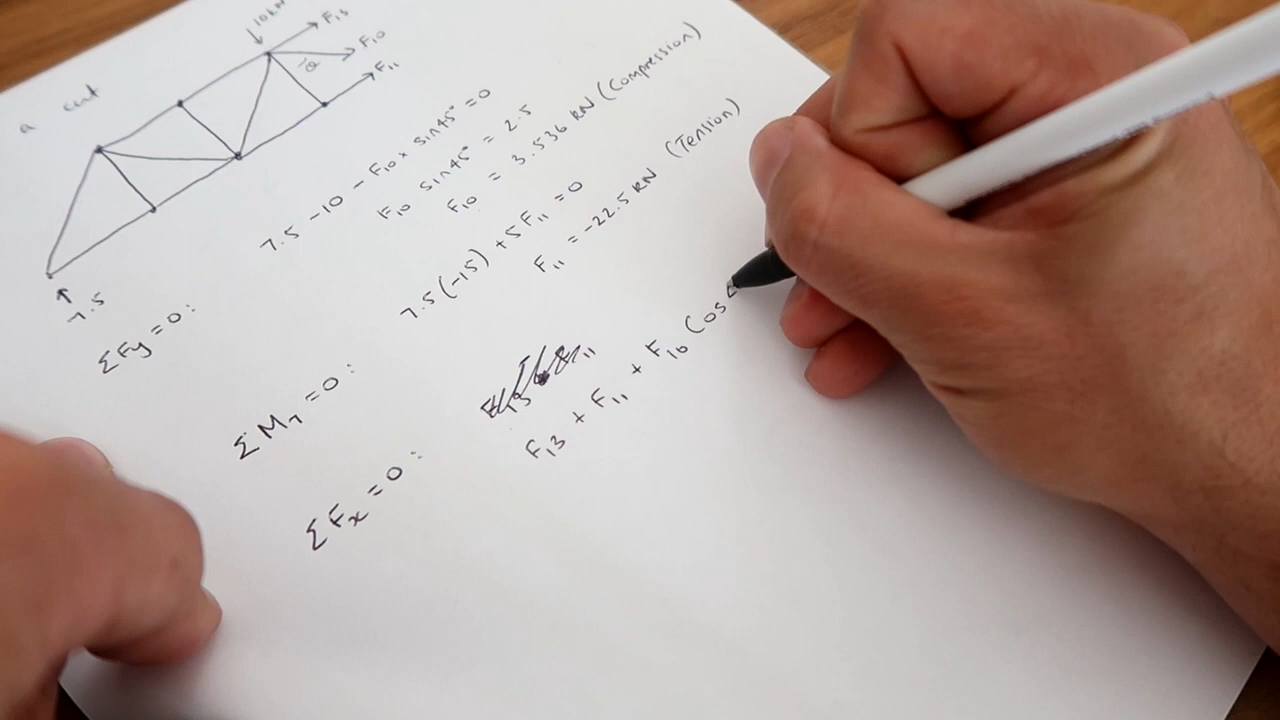 a cut
10kN
F₁₃
F₁₀
F₁₁
7.5
ΣFy = 0:
7.5 - 10 - F₁₀ x sin45° = 0
F₁₀ sin45° = 2.5
F₁₀ = 3.536 kN (Compression)
ΣM₇ = 0:
7.5(-15) + 5F₁₁ = 0
F₁₁ = -22.5 kN (Tension)
ΣFx = 0:
F₁₃ + F₁₁ + F₁₀ Cos